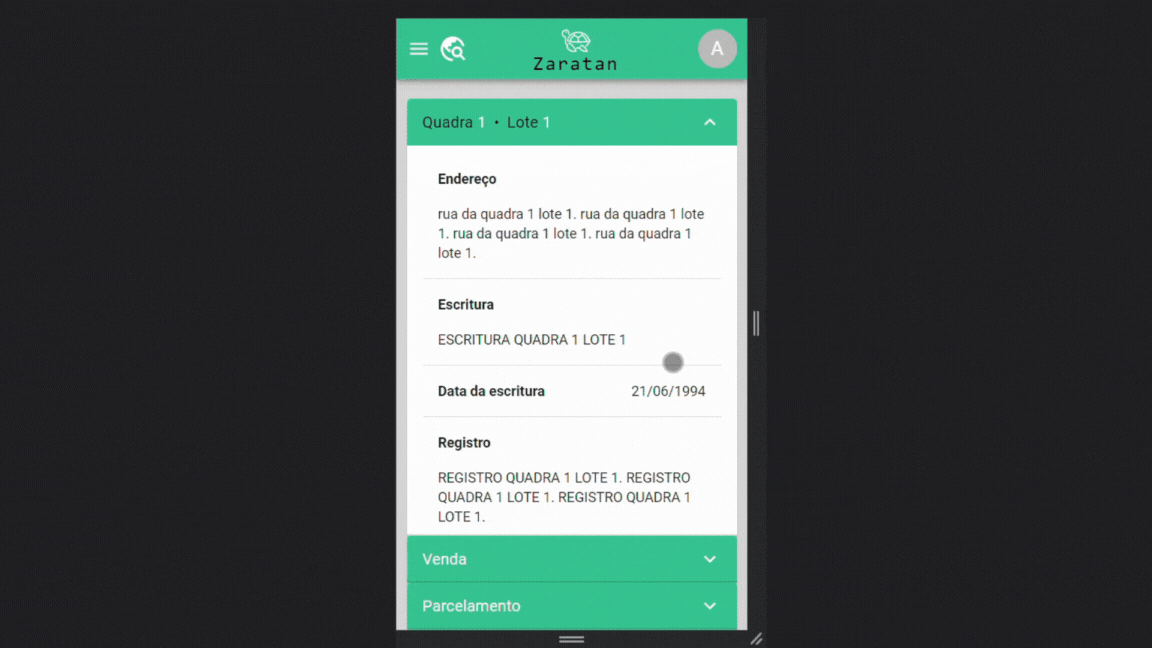 Zaratan
A
Quadra 1 • Lote 1
Endereço
rua da quadra 1 lote 1. rua da quadra 1 lote
1. rua da quadra 1 lote 1. rua da quadra 1
lote 1.
Escritura
ESCRITURA QUADRA 1 LOTE 1
Data da escritura 21/06/1994
Registro
REGISTRO QUADRA 1 LOTE 1. REGISTRO
QUADRA 1 LOTE 1. REGISTRO QUADRA 1
LOTE 1.
Venda
Parcelamento